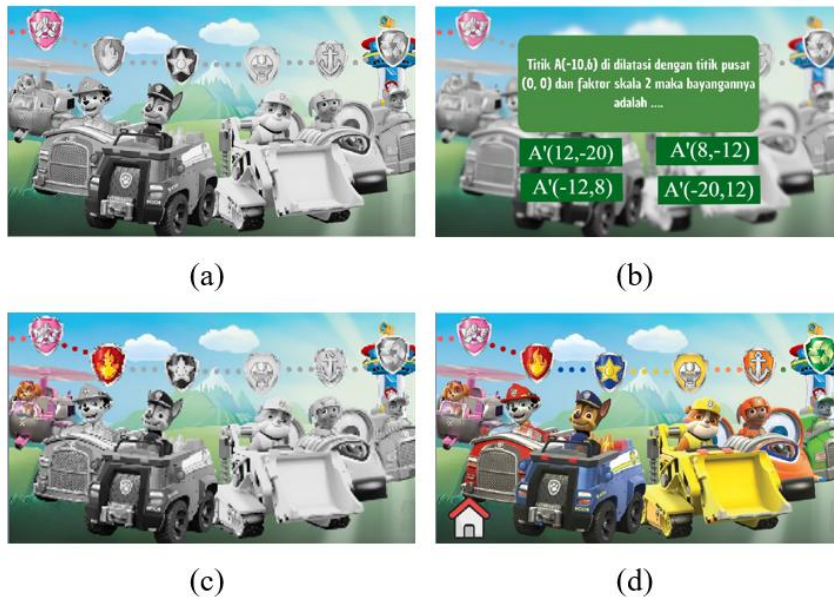 Titik A(-10,6) di dilatasi dengan titik pusat
(0, 0) dan faktor skala 2 maka bayangannya
adalah ....
A'(12,-20) A'(8,-12)
A'(-12,8) A'(-20,12)
(a) (b)
(c) (d)